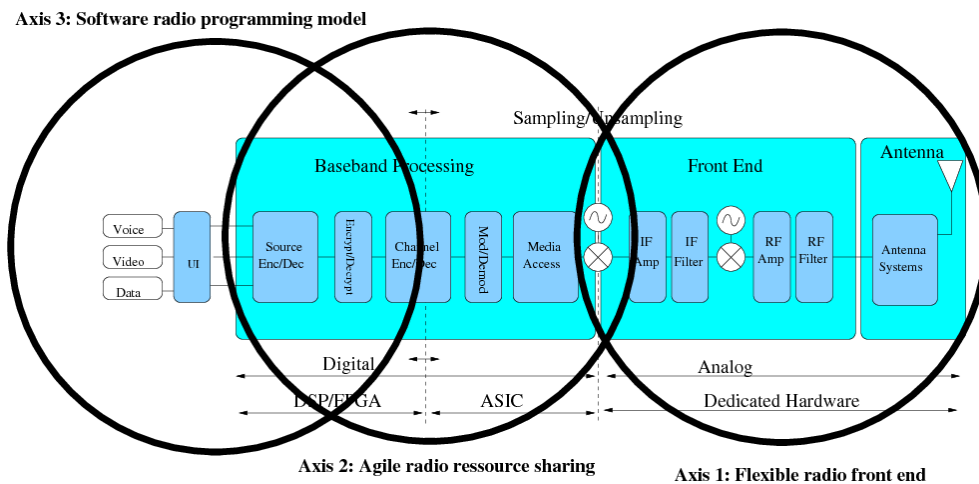 Axis 3: Software radio programming model
Sampling/Upsampling
Baseband Processing
Front End
Antenna
Voice
Video
Data
UI
Source
Enc/Dec
Encrypt/Decrypt
Channel
Enc/Dec
Mod/Demod
Media
Access
IF
Amp
IF
Filter
RF
Amp
RF
Filter
Antenna
Systems
Digital
Analog
DSP/FPGA
ASIC
Dedicated Hardware
Axis 2: Agile radio ressource sharing
Axis 1: Flexible radio front end